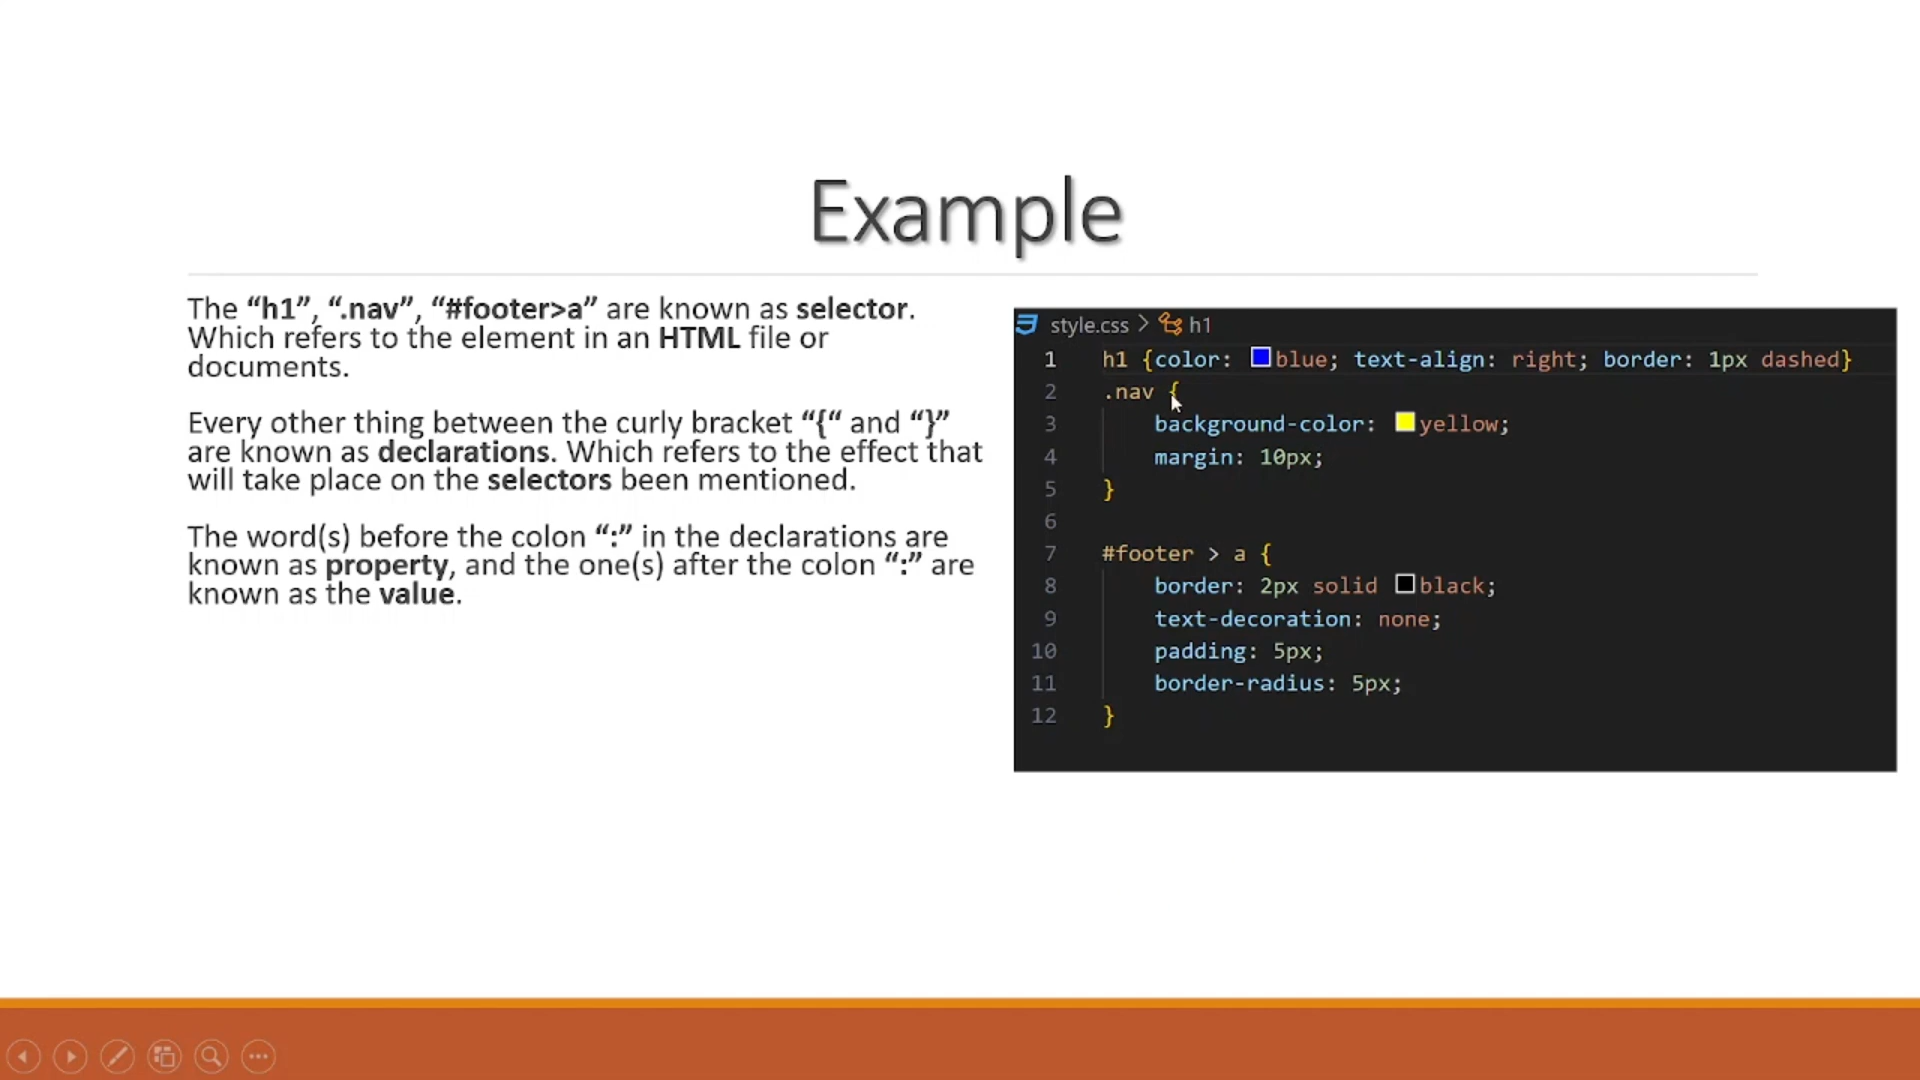 Example
The “h1”, “.nav”, “#footer>a” are known as selector.
Which refers to the element in an HTML file or
documents.
Every other thing between the curly bracket “{“ and “}”
are known as declarations. Which refers to the effect that
will take place on the selectors been mentioned.
The word(s) before the colon “:” in the declarations are
known as property, and the one(s) after the colon “:” are
known as the value.
style.css > h1
1 h1 {color: blue; text-align: right; border: 1px dashed}
2 .nav {
3 background-color: yellow;
4 margin: 10px;
5 }
6
7 #footer > a {
8 border: 2px solid black;
9 text-decoration: none;
10 padding: 5px;
11 border-radius: 5px;
12 }